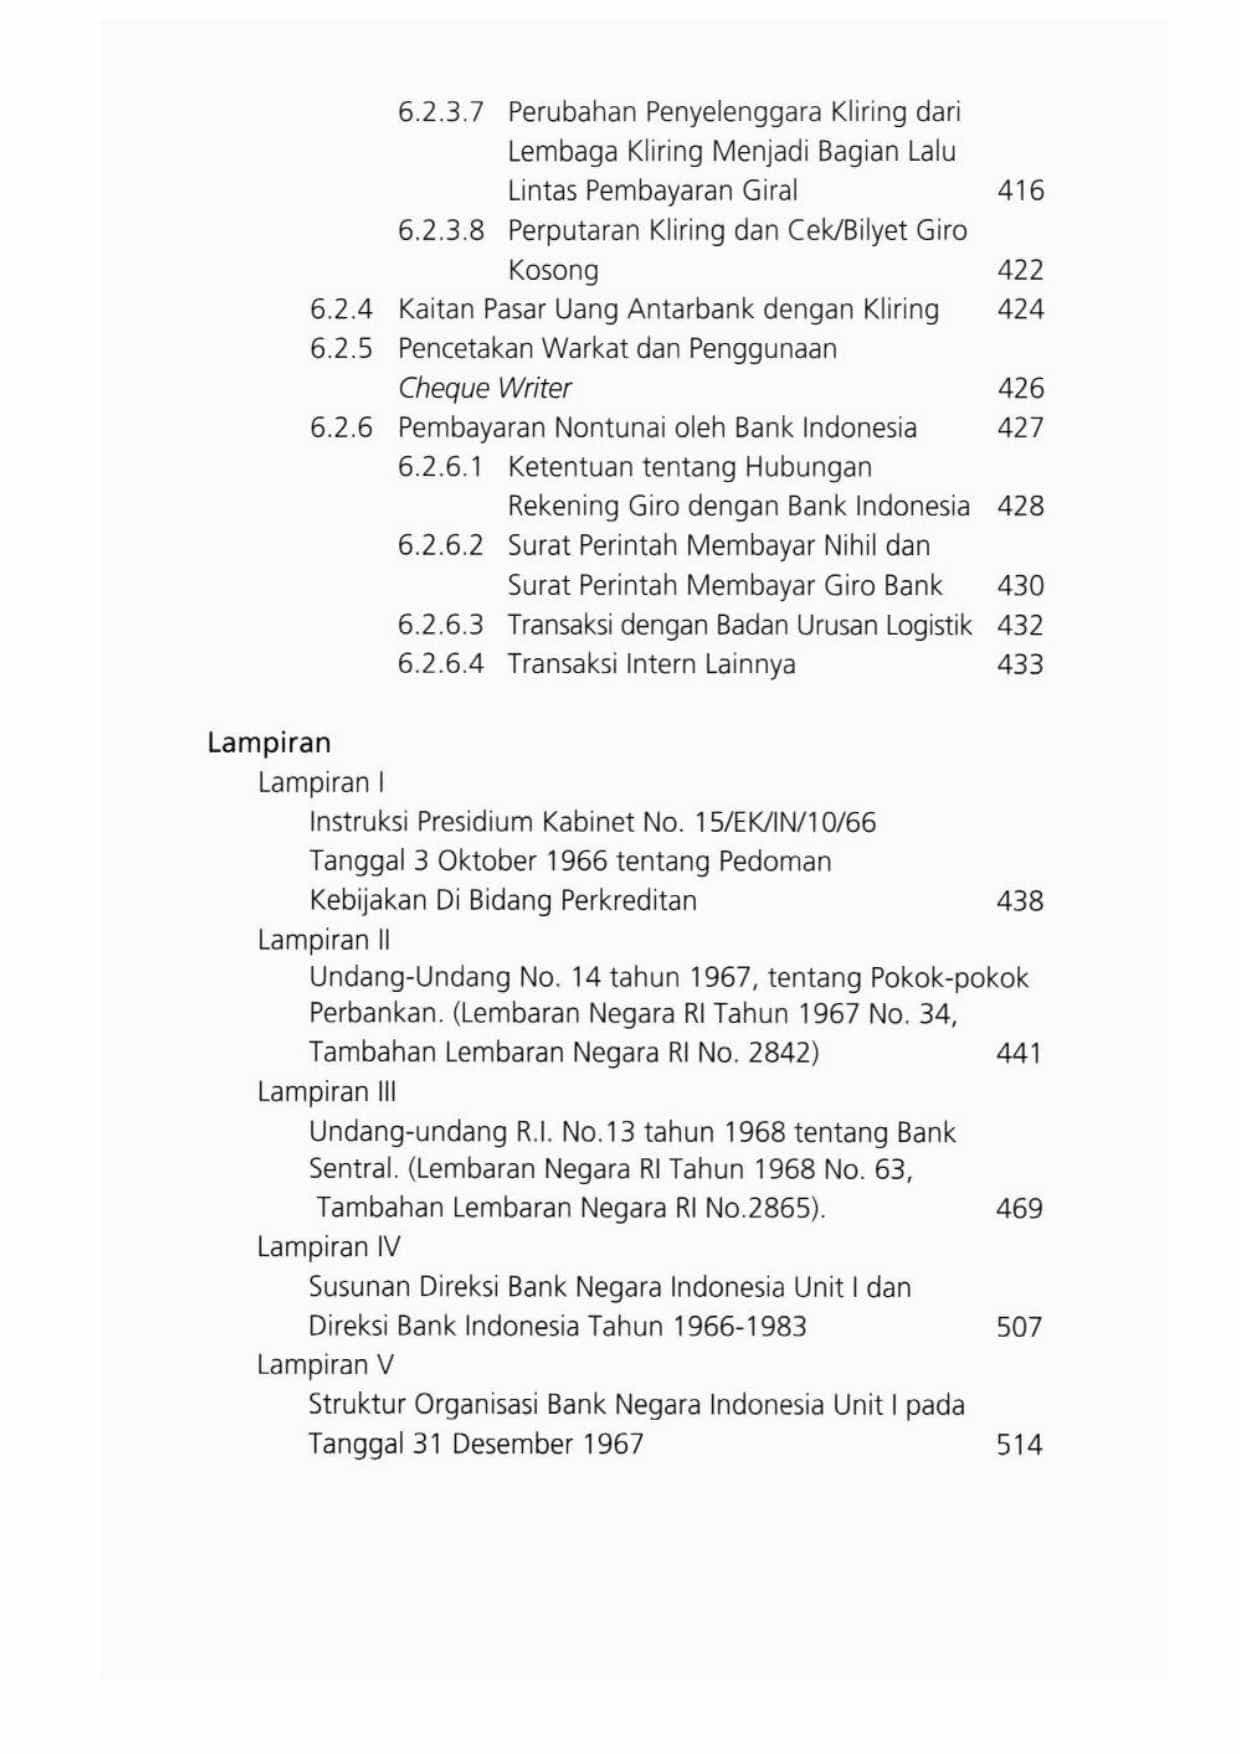 6.2.3.7 Perubahan Penyelenggara Kliring dari
Lembaga Kliring Menjadi Bagian Lalu
Lintas Pembayaran Giral 416
6.2.3.8 Perputaran Kliring dan Cek/Bilyet Giro
Kosong 422
6.2.4 Kaitan Pasar Uang Antarbank dengan Kliring 424
6.2.5 Pencetakan Warkat dan Penggunaan
Cheque Writer 426
6.2.6 Pembayaran Nontunai oleh Bank Indonesia 427
6.2.6.1 Ketentuan tentang Hubungan
Rekening Giro dengan Bank Indonesia 428
6.2.6.2 Surat Perintah Membayar Nihil dan
Surat Perintah Membayar Giro Bank 430
6.2.6.3 Transaksi dengan Badan Urusan Logistik 432
6.2.6.4 Transaksi Intern Lainnya 433
Lampiran
Lampiran I
Instruksi Presidium Kabinet No. 15/EK/IN/10/66
Tanggal 3 Oktober 1966 tentang Pedoman
Kebijakan Di Bidang Perkreditan 438
Lampiran II
Undang-Undang No. 14 tahun 1967, tentang Pokok-pokok
Perbankan. (Lembaran Negara RI Tahun 1967 No. 34,
Tambahan Lembaran Negara RI No. 2842) 441
Lampiran III
Undang-undang R.I. No.13 tahun 1968 tentang Bank
Sentral. (Lembaran Negara RI Tahun 1968 No. 63,
Tambahan Lembaran Negara RI No.2865). 469
Lampiran IV
Susunan Direksi Bank Negara Indonesia Unit I dan
Direksi Bank Indonesia Tahun 1966-1983 507
Lampiran V
Struktur Organisasi Bank Negara Indonesia Unit I pada
Tanggal 31 Desember 1967 514